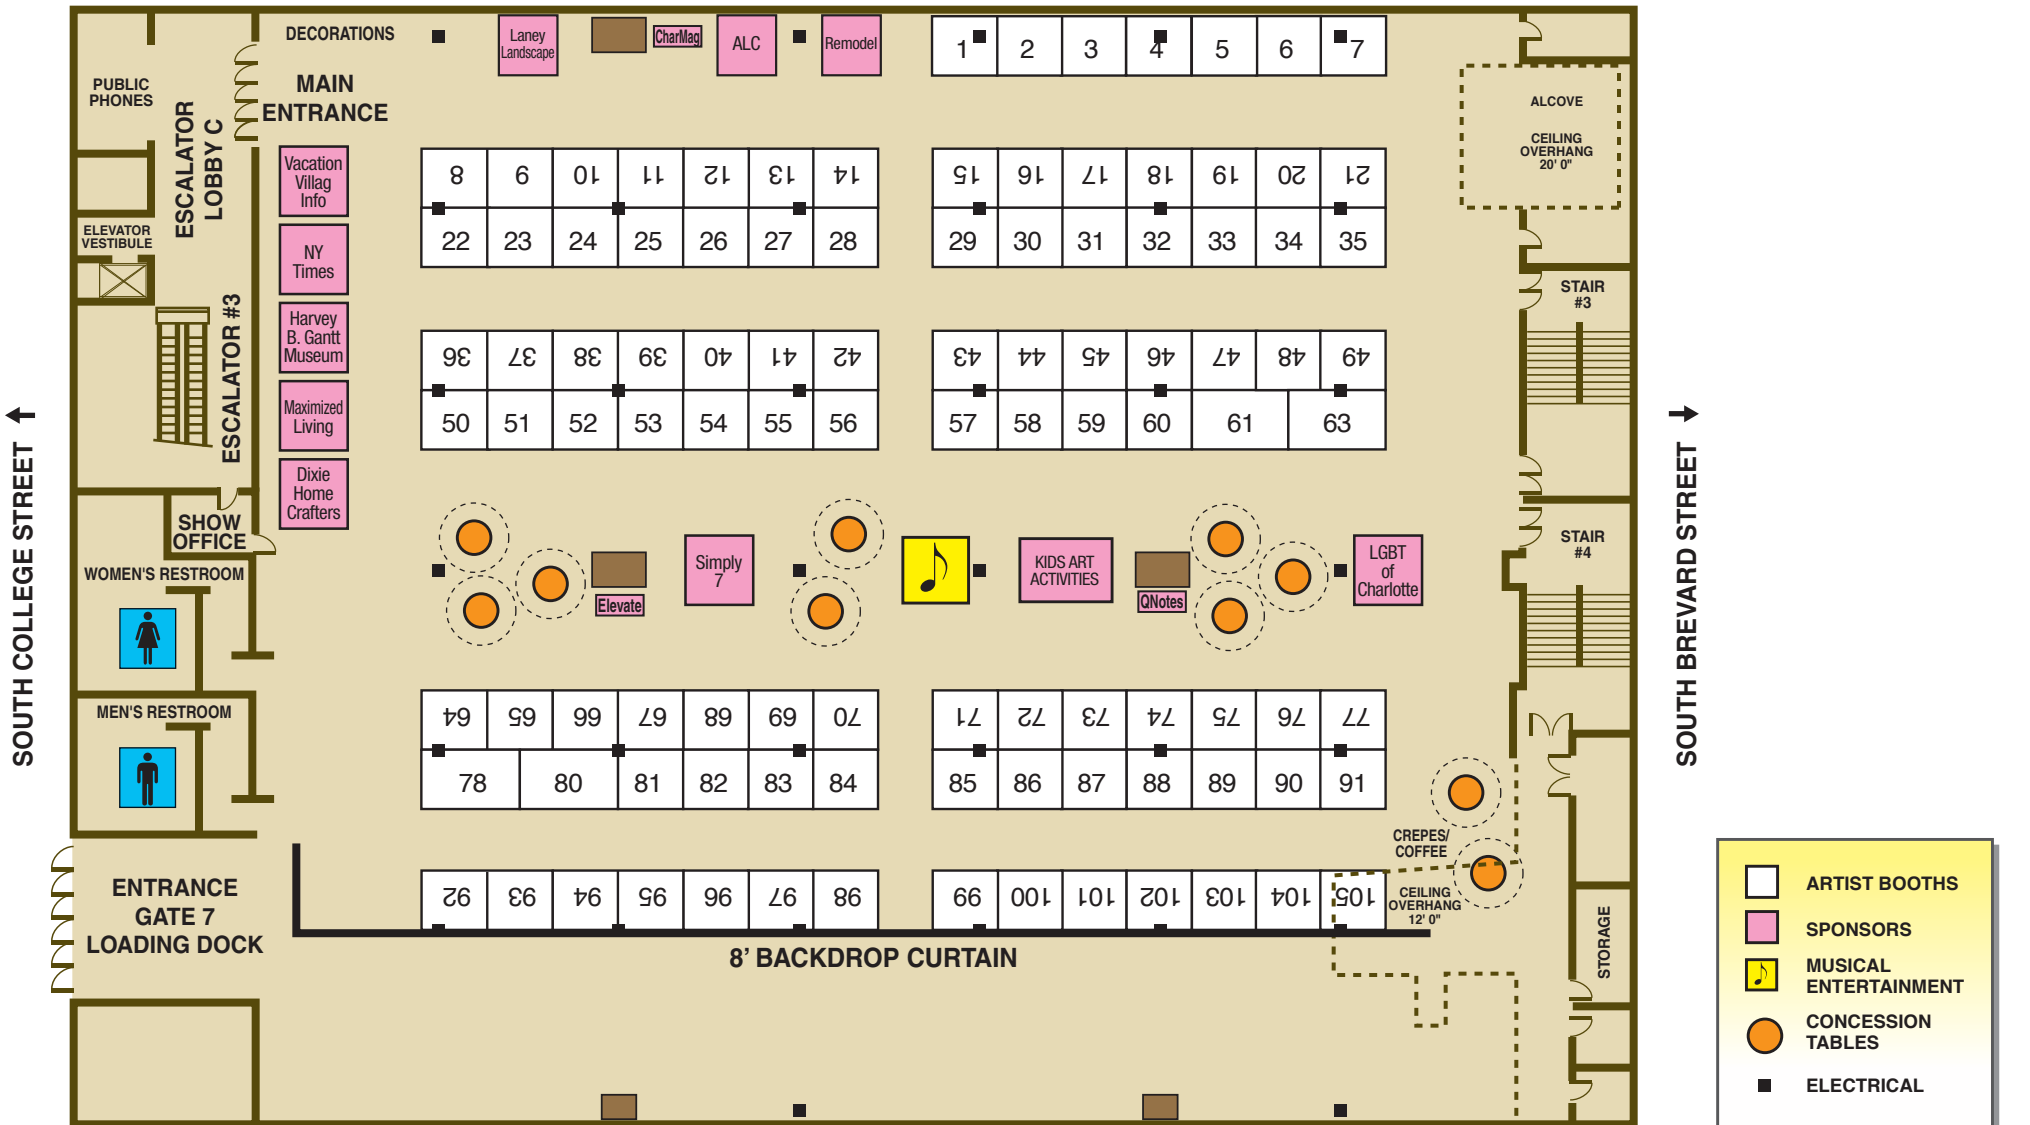 DECORATIONS
Laney
Landscape
CharMag
ALC
Remodel
1 2 3 4 5 6 7
PUBLIC
PHONES
MAIN
ENTRANCE
ESCALATOR
LOBBY C
ALCOVE
CEILING
OVERHANG
20' 0"
Vacation
Villag
Info
8 9 10 11 12 13 14
15 16 17 18 19 20 21
ELEVATOR
VESTIBULE
NY
Times
22 23 24 25 26 27 28
29 30 31 32 33 34 35
STAIR
#3
ESCALATOR #3
Harvey
B. Gantt
Museum
36 37 38 39 40 41 42
43 44 45 46 47 48 49
Maximized
Living
50 51 52 53 54 55 56
57 58 59 60 61 63
SOUTH COLLEGE STREET
SOUTH BREVARD STREET
Dixie
Home
Crafters
SHOW
OFFICE
STAIR
#4
WOMEN'S RESTROOM
Elevate
Simply
7
KIDS ART
ACTIVITIES
QNotes
LGBT
of
Charlotte
MEN'S RESTROOM
64 65 66 67 68 69 70
71 72 73 74 75 76 77
78 80 81 82 83 84
85 86 87 88 89 90 91
CREPES/
COFFEE
ENTRANCE
GATE 7
LOADING DOCK
92 93 94 95 96 97 98
99 100 101 102 103 104 105
CEILING
OVERHANG
12' 0"
STORAGE
8’ BACKDROP CURTAIN
ARTIST BOOTHS
SPONSORS
MUSICAL
ENTERTAINMENT
CONCESSION
TABLES
ELECTRICAL